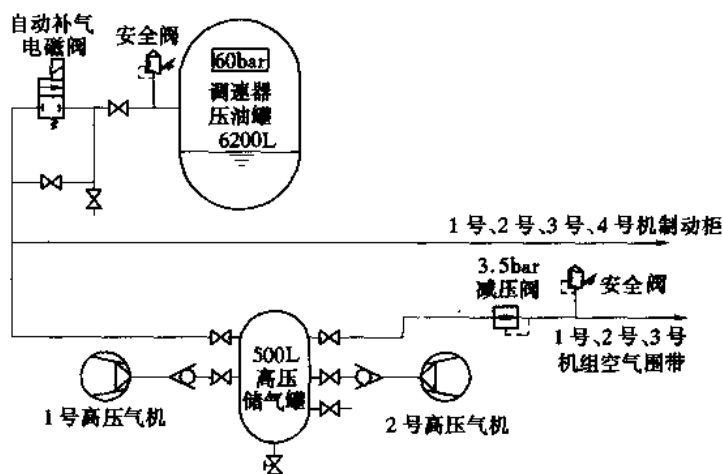 自动补气
电磁阀
安全阀
60bar
调速器
压油罐
6200L
1号、2号、3号、4号机制动柜
3.5bar
减压阀
安全阀
1号、2号、3号
机组空气围带
500L
高压
储气罐
1号高压气机
2号高压气机